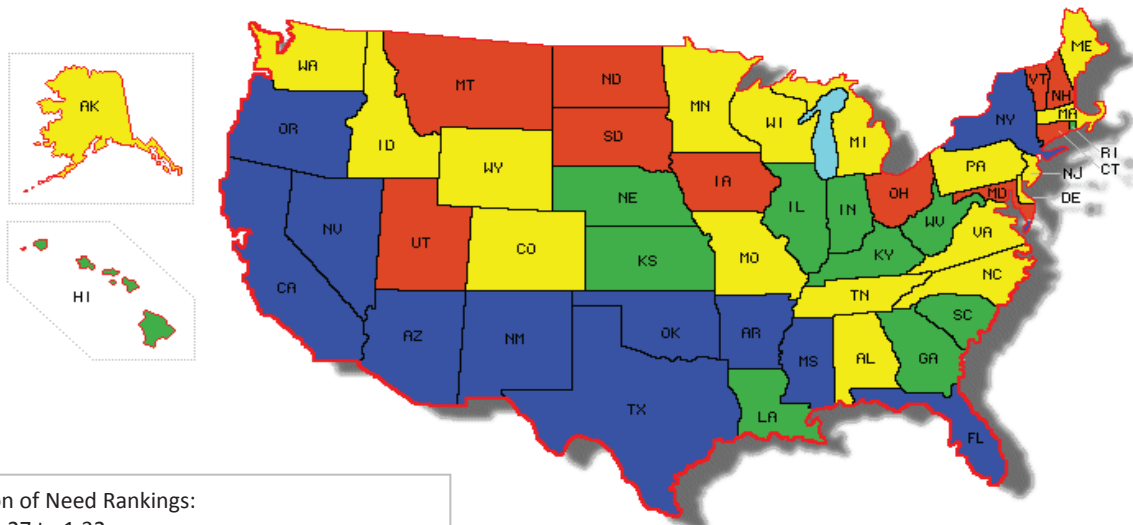 ME
WA
VT
MT
ND
NH
AK
MN
MA
OR
WI
NY
ID
SD
MI
RI
WY
PA
CT
NJ
IA
OH
MD
DE
NE
IL
IN
NV
WV
UT
CO
VA
KS
MO
KY
CA
HI
NC
TN
SC
AZ
NM
OK
AR
MS
AL
GA
TX
LA
FL
on of Need Rankings: